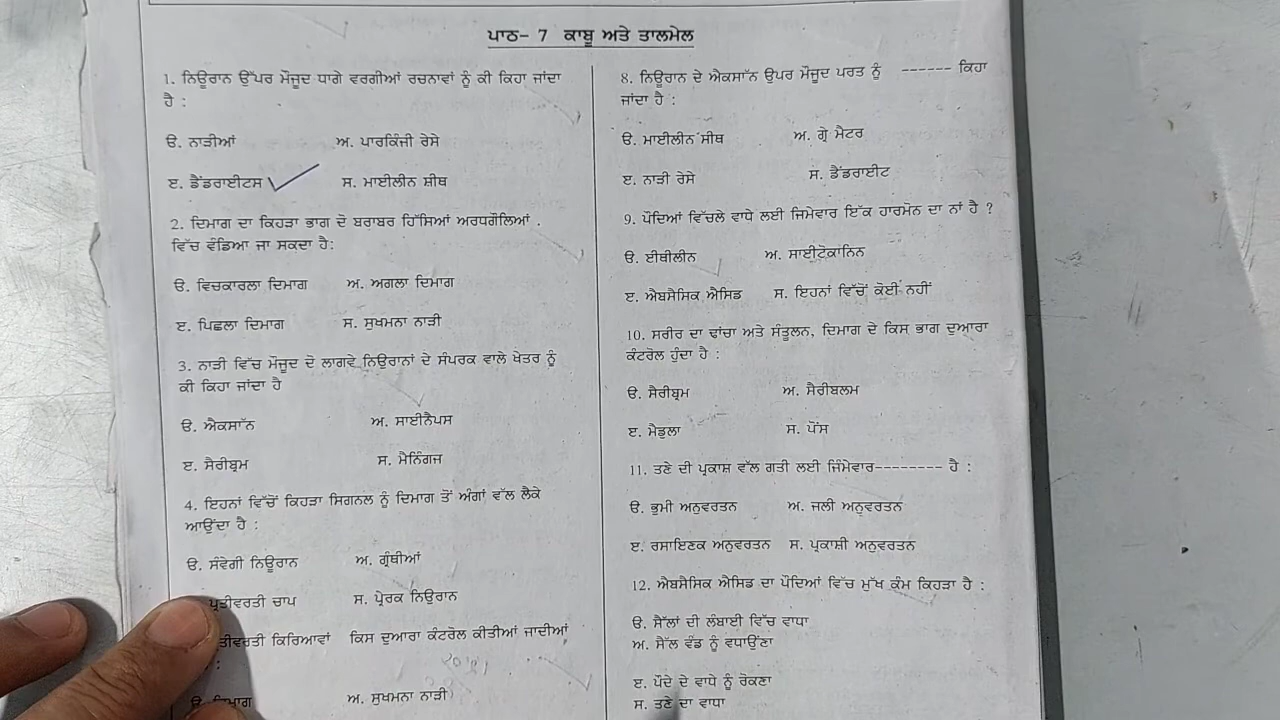 ਪਾਠ- 7 ਕਾਬੂ ਅਤੇ ਤਾਲਮੇਲ
1. ਨਿਊਰਾਨ ਉੱਪਰ ਮੌਜੂਦ ਧਾਗੇ ਵਰਗੀਆਂ ਰਚਨਾਵਾਂ ਨੂੰ ਕੀ ਕਿਹਾ ਜਾਂਦਾ
ਹੈ :
ੳ. ਨਾੜੀਆਂ ਅ. ਪਾਰਕਿੰਜੀ ਰੇਸੇ
ੲ. ਡੈਂਡਰਾਈਟਸ ਸ. ਮਾਈਲੀਨ ਸ਼ੀਥ
2. ਦਿਮਾਗ ਦਾ ਕਿਹੜਾ ਭਾਗ ਦੋ ਬਰਾਬਰ ਹਿੱਸਿਆਂ ਅਰਧਗੌਲਿਆਂ .
ਵਿੱਚ ਵੰਡਿਆ ਜਾ ਸਕਦਾ ਹੈ:
ੳ. ਵਿਚਕਾਰਲਾ ਦਿਮਾਗ ਅ. ਅਗਲਾ ਦਿਮਾਗ
ੲ. ਪਿਛਲਾ ਦਿਮਾਗ ਸ. ਸੁਖਮਨਾ ਨਾੜੀ
3. ਨਾੜੀ ਵਿੱਚ ਮੌਜੂਦ ਦੋ ਲਾਗਵੇ ਨਿਉਰਾਨਾਂ ਦੇ ਸੰਪਰਕ ਵਾਲੇ ਖੇਤਰ ਨੂੰ
ਕੀ ਕਿਹਾ ਜਾਂਦਾ ਹੈ
ੳ. ਐਕਸਾੱਨ ਅ. ਸਾਈਨੈਪਸ
ੲ. ਸੈਰੀਬ੍ਰਮ ਸ. ਮੈਨਿੰਗਜ
4. ਇਹਨਾਂ ਵਿੱਚੋਂ ਕਿਹੜਾ ਸਿਗਨਲ ਨੂੰ ਦਿਮਾਗ ਤੋਂ ਅੰਗਾਂ ਵੱਲ ਲੈਕੇ
ਆਉਂਦਾ ਹੈ :
ੳ. ਸੰਵੇਗੀ ਨਿਊਰਾਨ ਅ. ਗ੍ਰੰਥੀਆਂ
ਪ੍ਰਤੀਵਰਤੀ ਚਾਪ ਸ. ਪ੍ਰੇਰਕ ਨਿਉਰਾਨ
ਤੀਵਰਤੀ ਕਿਰਿਆਵਾਂ ਕਿਸ ਦੁਆਰਾ ਕੰਟਰੋਲ ਕੀਤੀਆਂ ਜਾਦੀਆਂ
:
ੳ. ਦਿਮਾਗ ਅ. ਸੁਖਮਨਾ ਨਾੜੀ
8. ਨਿਊਰਾਨ ਦੇ ਐਕਸਾੱਨ ਉਪਰ ਮੌਜੂਦ ਪਰਤ ਨੂੰ ------ ਕਿਹਾ
ਜਾਂਦਾ ਹੈ :
ੳ. ਮਾਈਲੀਨ ਸੀਥ ਅ. ਗ੍ਰੇ ਮੈਟਰ
ੲ. ਨਾੜੀ ਰੇਸੇ ਸ. ਡੈਂਡਰਾਈਟ
9. ਪੌਦਿਆਂ ਵਿੱਚਲੇ ਵਾਧੇ ਲਈ ਜਿਮੇਵਾਰ ਇੱਕ ਹਾਰਮੋਨ ਦਾ ਨਾਂ ਹੈ ?
ੳ. ਈਥੀਲੀਨ ਅ. ਸਾਈਟੋਕਾਂਨਿਨ
ੲ. ਐਬਸੈਸਿਕ ਐਸਿਡ ਸ. ਇਹਨਾਂ ਵਿੱਚੋਂ ਕੋਈ ਨਹੀਂ
10. ਸਰੀਰ ਦਾ ਢਾਂਚਾ ਅਤੇ ਸੰਤੂਲਨ, ਦਿਮਾਗ ਦੇ ਕਿਸ ਭਾਗ ਦੁਆਰਾ
ਕੰਟਰੋਲ ਹੁੰਦਾ ਹੈ :
ੳ. ਸੈਰੀਬ੍ਰਮ ਅ. ਸੈਰੀਬਲਮ
ੲ. ਮੈਡੂਲਾ ਸ. ਪੌਂਸ
11. ਤਣੇ ਦੀ ਪ੍ਰਕਾਸ਼ ਵੱਲ ਗਤੀ ਲਈ ਜਿੰਮੇਵਾਰ-------- ਹੈ :
ੳ. ਭੁਮੀ ਅਨੁਵਰਤਨ ਅ. ਜਲੀ ਅਨੁਵਰਤਨ
ੲ. ਰਸਾਇਣਕ ਅਨੁਵਰਤਨ ਸ. ਪ੍ਰਕਾਸ਼ੀ ਅਨੁਵਰਤਨ
12. ਐਬਸੈਸਿਕ ਐਸਿਡ ਦਾ ਪੌਦਿਆਂ ਵਿੱਚ ਮੁੱਖ ਕੰਮ ਕਿਹੜਾ ਹੈ :
ੳ. ਸੈੱਲਾਂ ਦੀ ਲੰਬਾਈ ਵਿੱਚ ਵਾਧਾ
ਅ. ਸੈੱਲ ਵੰਡ ਨੂੰ ਵਧਾਉਂਣਾ
ੲ. ਪੌਦੇ ਦੇ ਵਾਧੇ ਨੂੰ ਰੋਕਣਾ
ਸ. ਤਣੇ ਦਾ ਵਾਧਾ